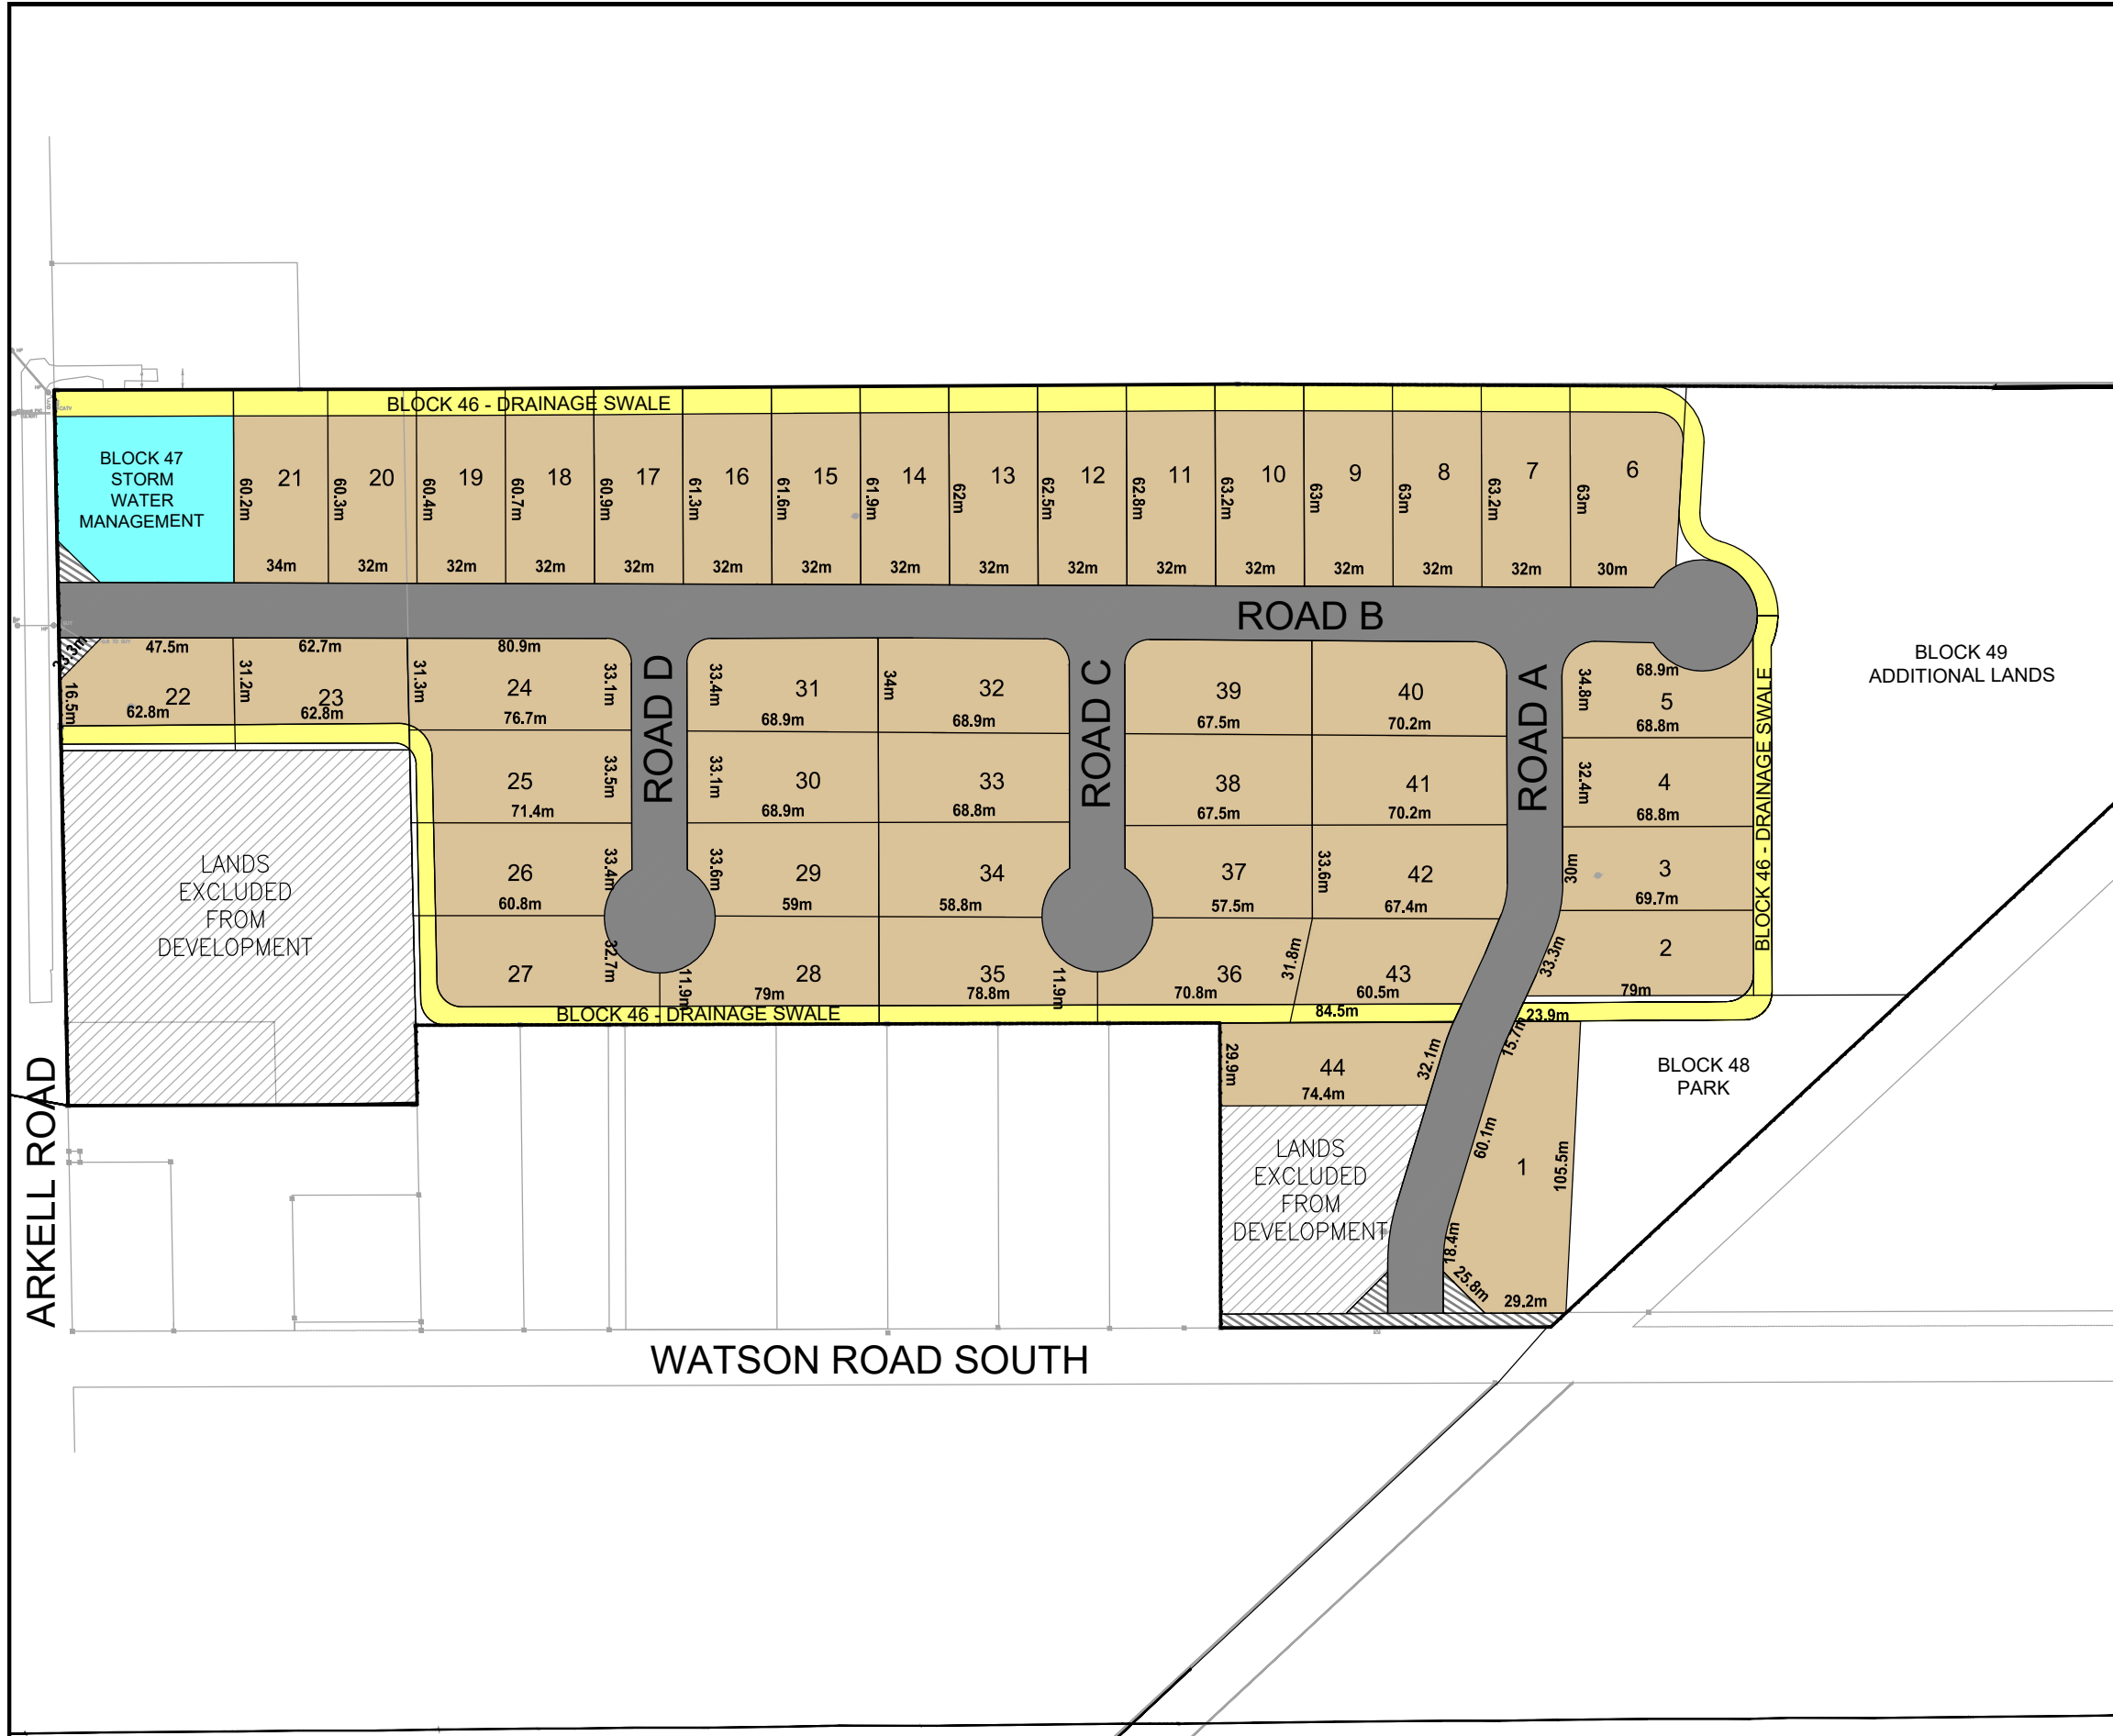 BLOCK 46 - DRAINAGE SWALE
BLOCK 47
STORM
WATER
MANAGEMENT
21
20
19
18
17
16
15
14
13
12
11
10
9
8
7
6
60.2m
60.3m
60.4m
60.7m
60.9m
61.3m
61.6m
61.9m
62m
62.5m
62.8m
63.2m
63m
63m
63.2m
63m
34m
32m
32m
32m
32m
32m
32m
32m
32m
32m
32m
32m
32m
32m
32m
30m
ROAD B
23.3m
47.5m
62.7m
80.9m
16.5m
22
62.8m
31.2m
23
62.8m
31.3m
24
76.7m
33.1m
ROAD D
33.4m
31
68.9m
34m
32
68.9m
ROAD C
39
67.5m
40
70.2m
ROAD A
34.8m
68.9m
5
68.8m
BLOCK 49
ADDITIONAL LANDS
25
71.4m
33.5m
33.1m
30
68.9m
33
68.8m
38
67.5m
41
70.2m
32.4m
4
68.8m
BLOCK 46 - DRAINAGE SWALE
LANDS
EXCLUDED
FROM
DEVELOPMENT
26
60.8m
33.4m
33.6m
29
59m
34
58.8m
37
57.5m
33.6m
42
67.4m
30m
3
69.7m
27
32.7m
11.9m
28
79m
35
78.8m
11.9m
36
70.8m
31.8m
43
60.5m
33.3m
2
79m
BLOCK 46 - DRAINAGE SWALE
84.5m
23.9m
15.7m
29.9m
44
74.4m
32.1m
BLOCK 48
PARK
LANDS
EXCLUDED
FROM
DEVELOPMENT
60.1m
1
105.5m
18.4m
25.8m
29.2m
ARKELL ROAD
WATSON ROAD SOUTH